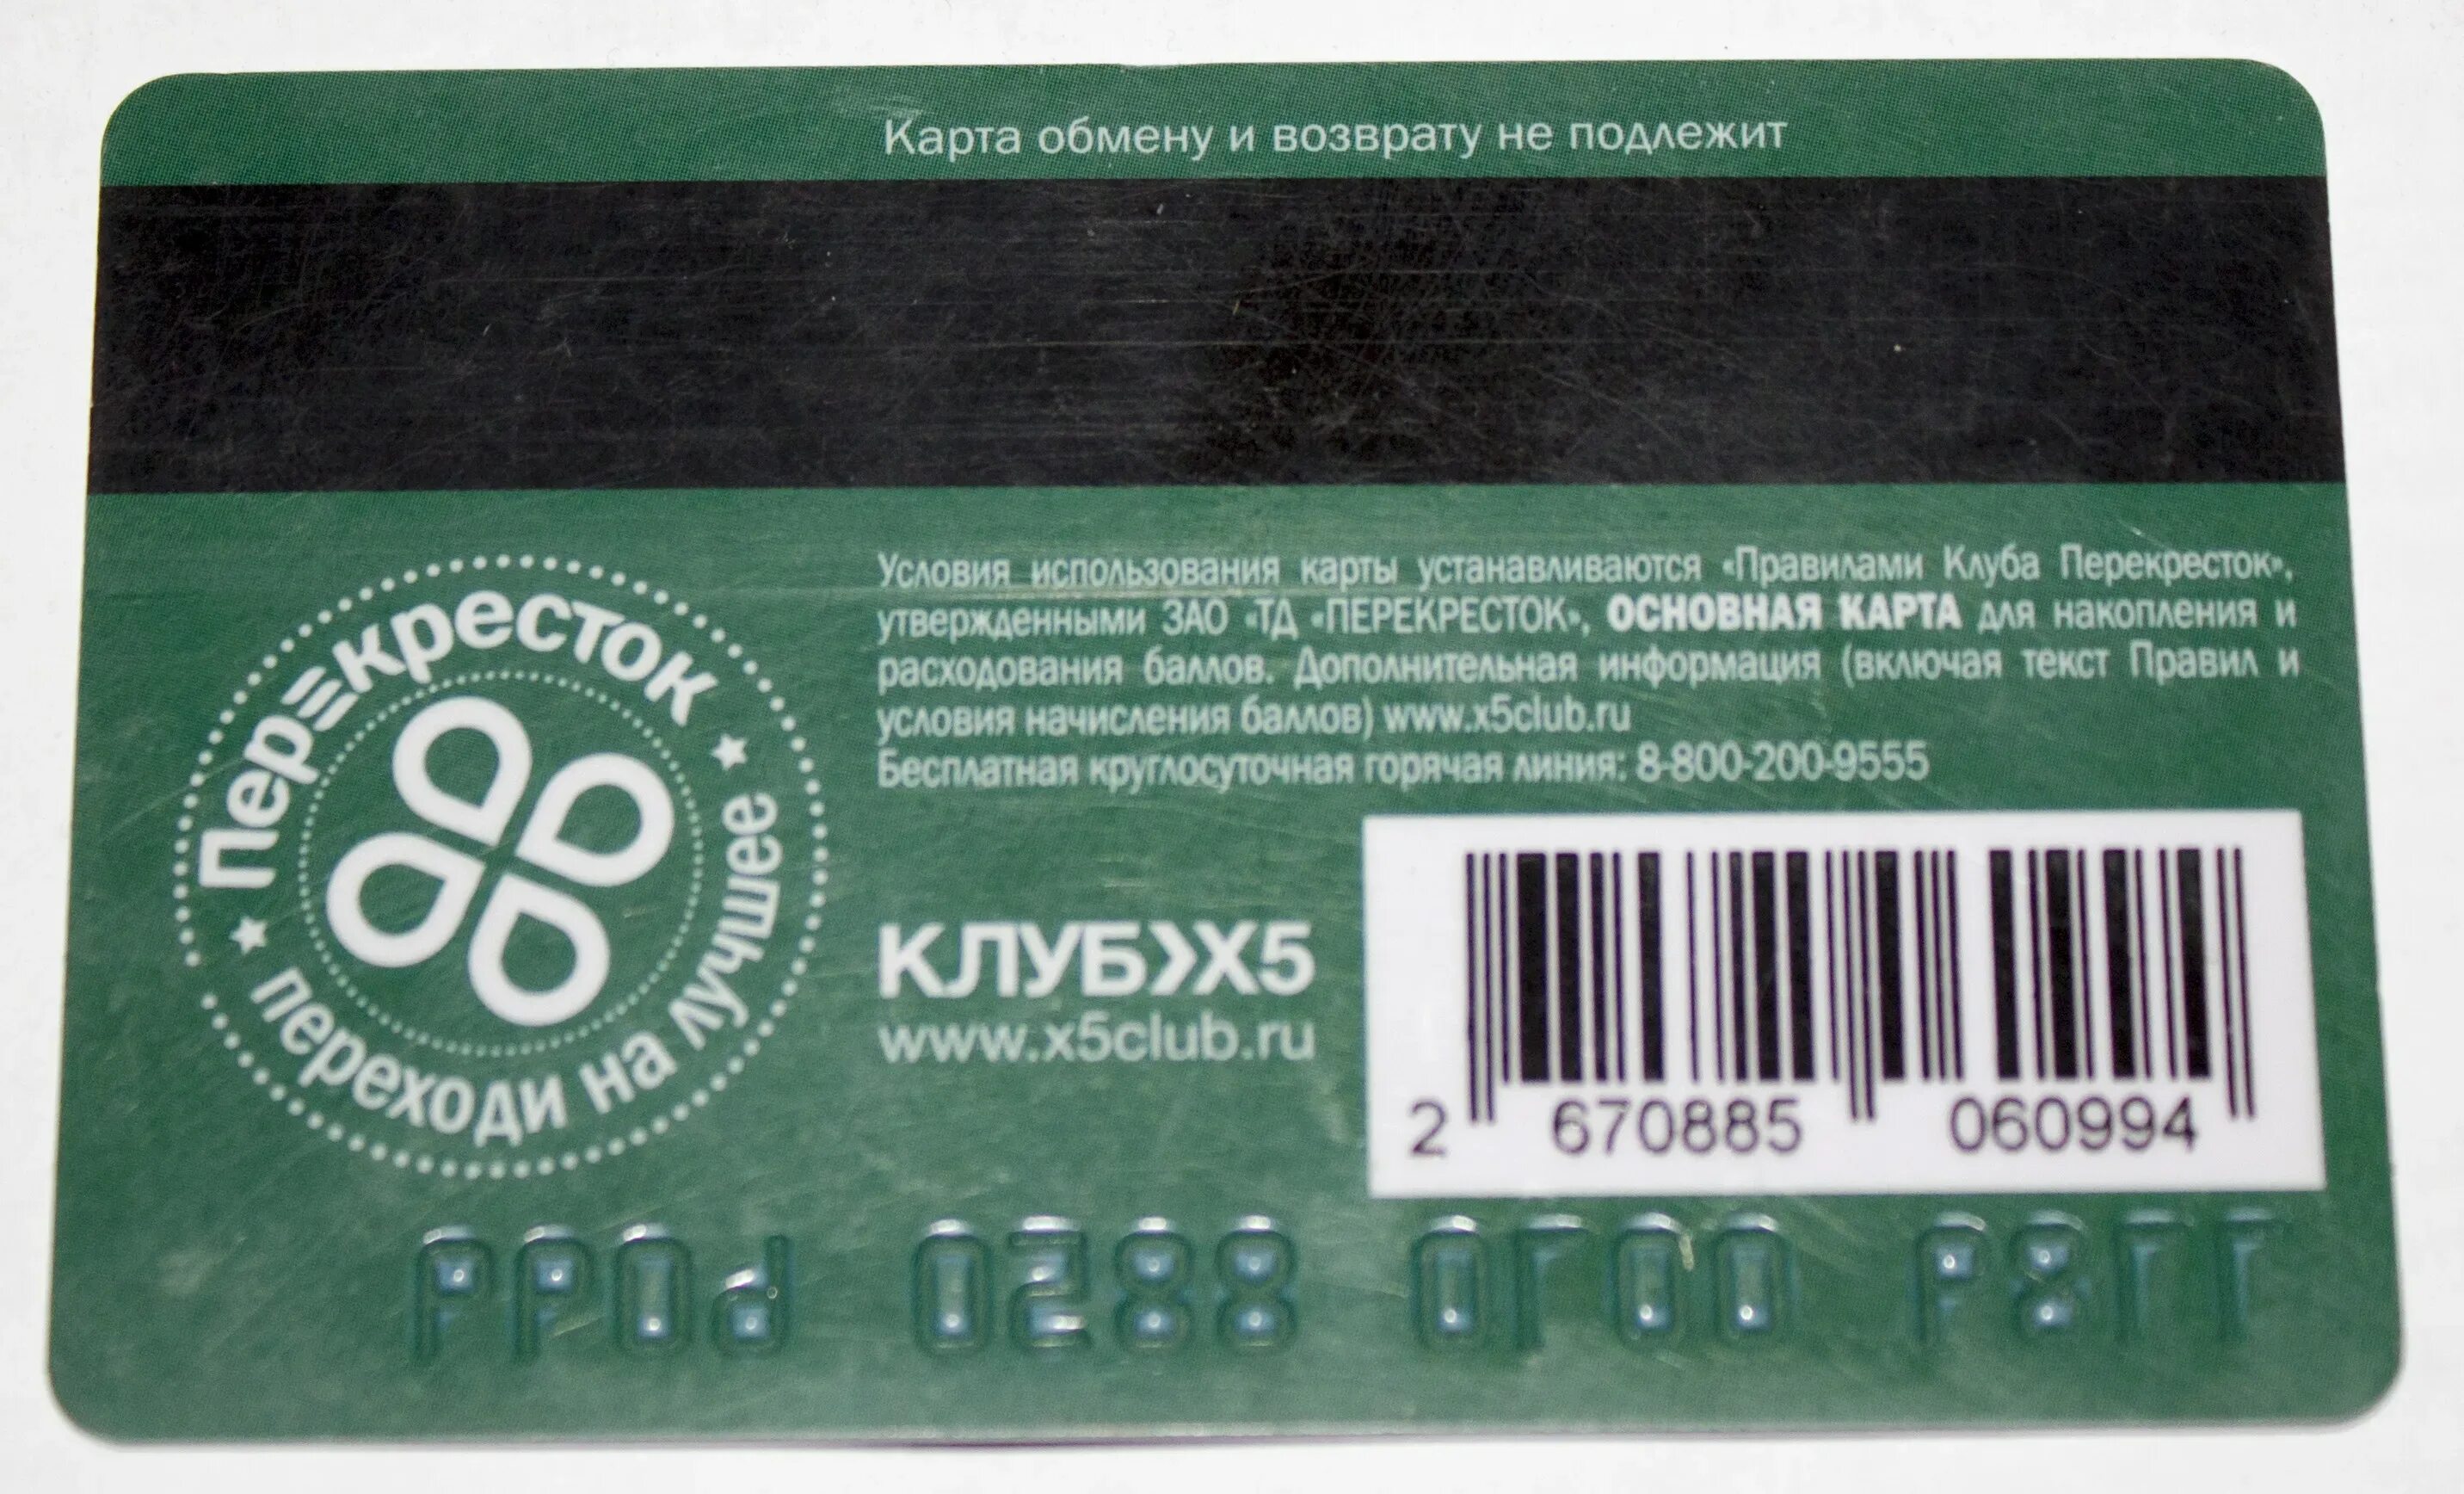 Карта обмену и возврату не подлежит
Перекресток
переходи на лучшее
Условия использования карты устанавливаются «Правилами Клуба Перекресток»,
утвержденными ЗАО «ТД «ПЕРЕКРЕСТОК», ОСНОВНАЯ КАРТА для накопления и
расходования баллов. Дополнительная информация (включая текст Правил и
условия начисления баллов) www.x5club.ru
Бесплатная круглосуточная горячая линия: 8-800-200-9555
КЛУБ>X5
www.x5club.ru
2 670885 060994